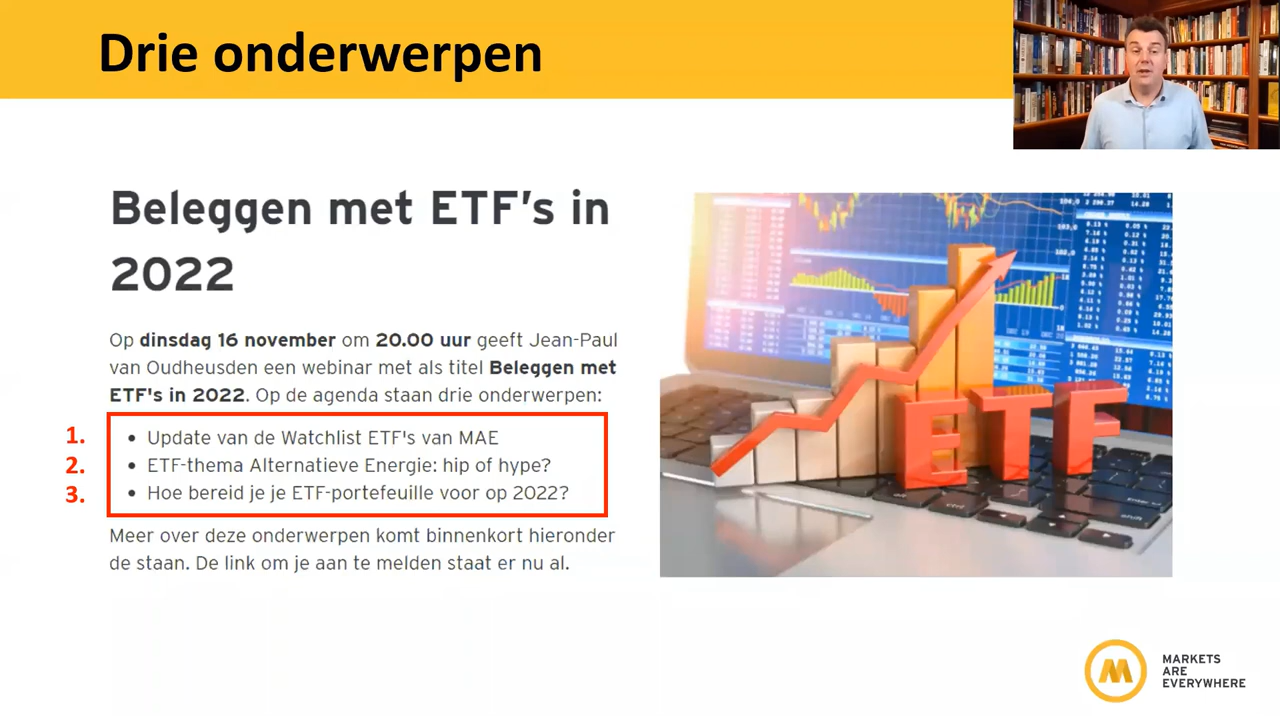 Drie onderwerpen
Beleggen met ETF's in
2022
Op dinsdag 16 november om 20.00 uur geeft Jean-Paul
van Oudheusden een webinar met als titel Beleggen met
ETF's in 2022. Op de agenda staan drie onderwerpen:
1. • Update van de Watchlist ETF's van MAE
2. • ETF-thema Alternatieve Energie: hip of hype?
3. • Hoe bereid je je ETF-portefeuille voor op 2022?
Meer over deze onderwerpen komt binnenkort hieronder
de staan. De link om je aan te melden staat er nu al.
ETF
MARKETS
ARE
EVERYWHERE